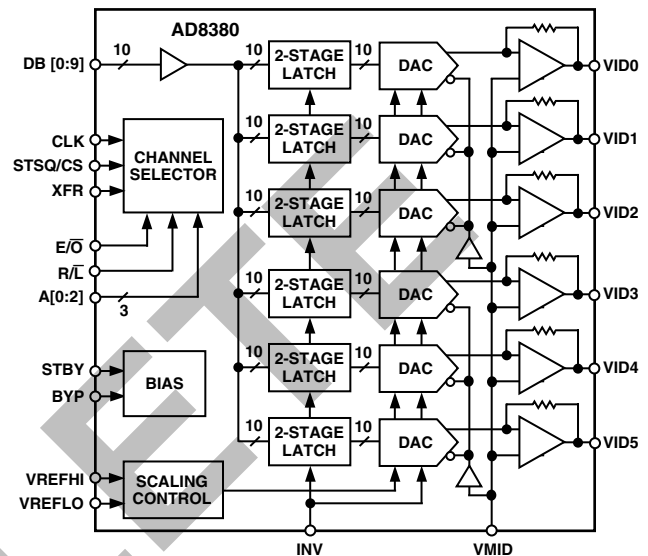 AD8380
DB [0:9]
10
10
2-STAGE
LATCH
10
DAC
VID0
CLK
STSQ/CS
XFR
CHANNEL
SELECTOR
10
2-STAGE
LATCH
10
DAC
VID1
10
2-STAGE
LATCH
10
DAC
VID2
E/O̅
R/L̅
A[0:2]
3
10
2-STAGE
LATCH
10
DAC
VID3
STBY
BYP
BIAS
10
2-STAGE
LATCH
10
DAC
VID4
10
2-STAGE
LATCH
10
DAC
VID5
VREFHI
VREFLO
SCALING
CONTROL
INV
VMID
ETE